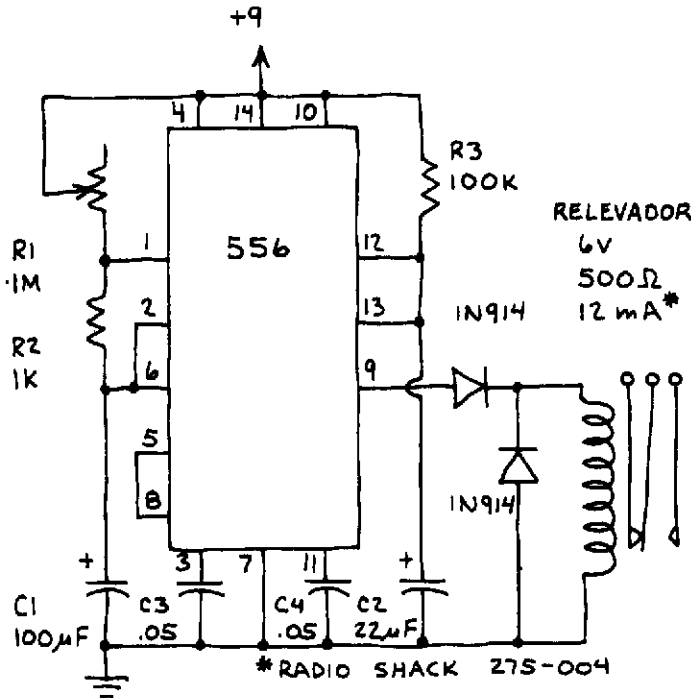 +9
4 14 10
R3
100K
RELEVADOR
6V
500Ω
12 mA*
R1
.1M
1
556
12
2
13
1N914
R2
1K
6
9
5
8
1N914
+
3
7
11
+
C1
100µF
C3
.05
C4
.05
C2
22µF
*RADIO SHACK 275-004